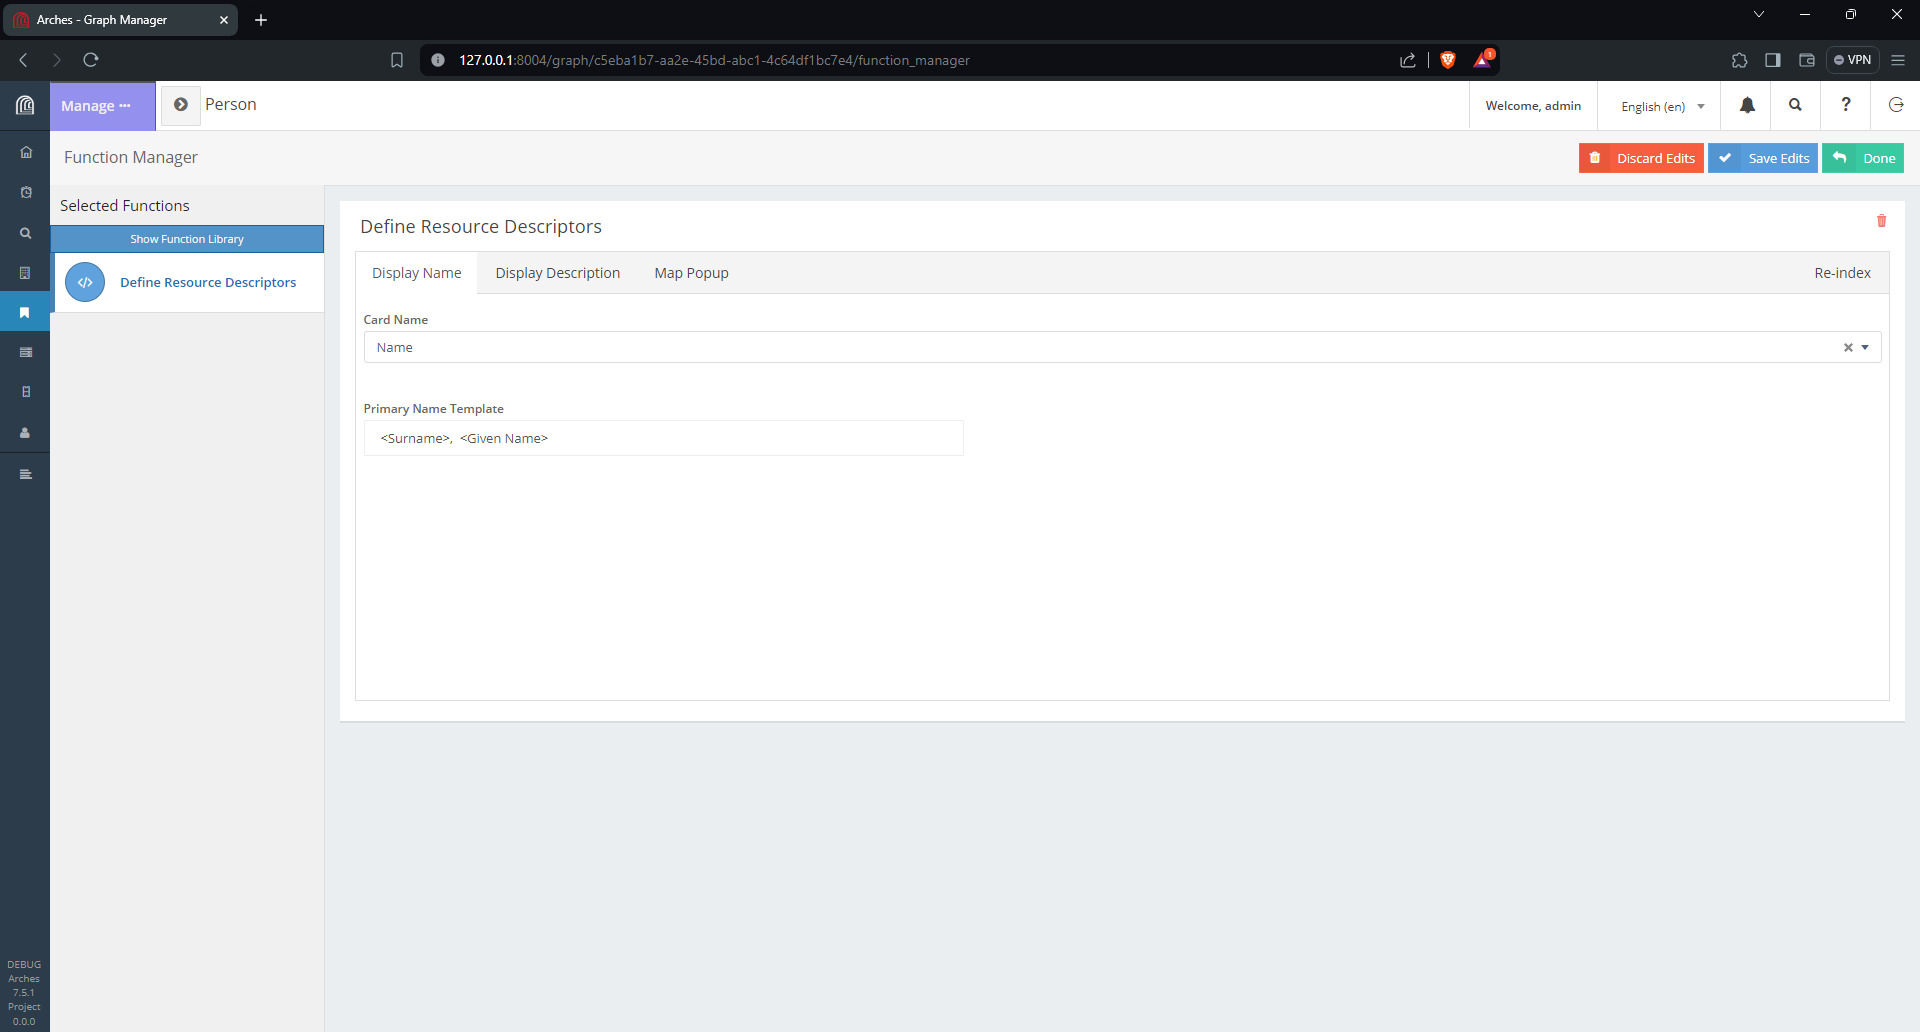 Arches - Graph Manager
127.0.0.1:8004/graph/c5eba1b7-aa2e-45bd-abc1-4c64df1bc7e4/function_manager
1
VPN
Manage ···
Person
Welcome, admin
English (en)
?
Function Manager
Discard Edits
Save Edits
Done
Selected Functions
Show Function Library
</>
Define Resource Descriptors
Define Resource Descriptors
Display Name
Display Description
Map Popup
Re-index
Card Name
Name
Primary Name Template
<Surname>, <Given Name>
DEBUG
Arches
7.5.1
Project
0.0.0